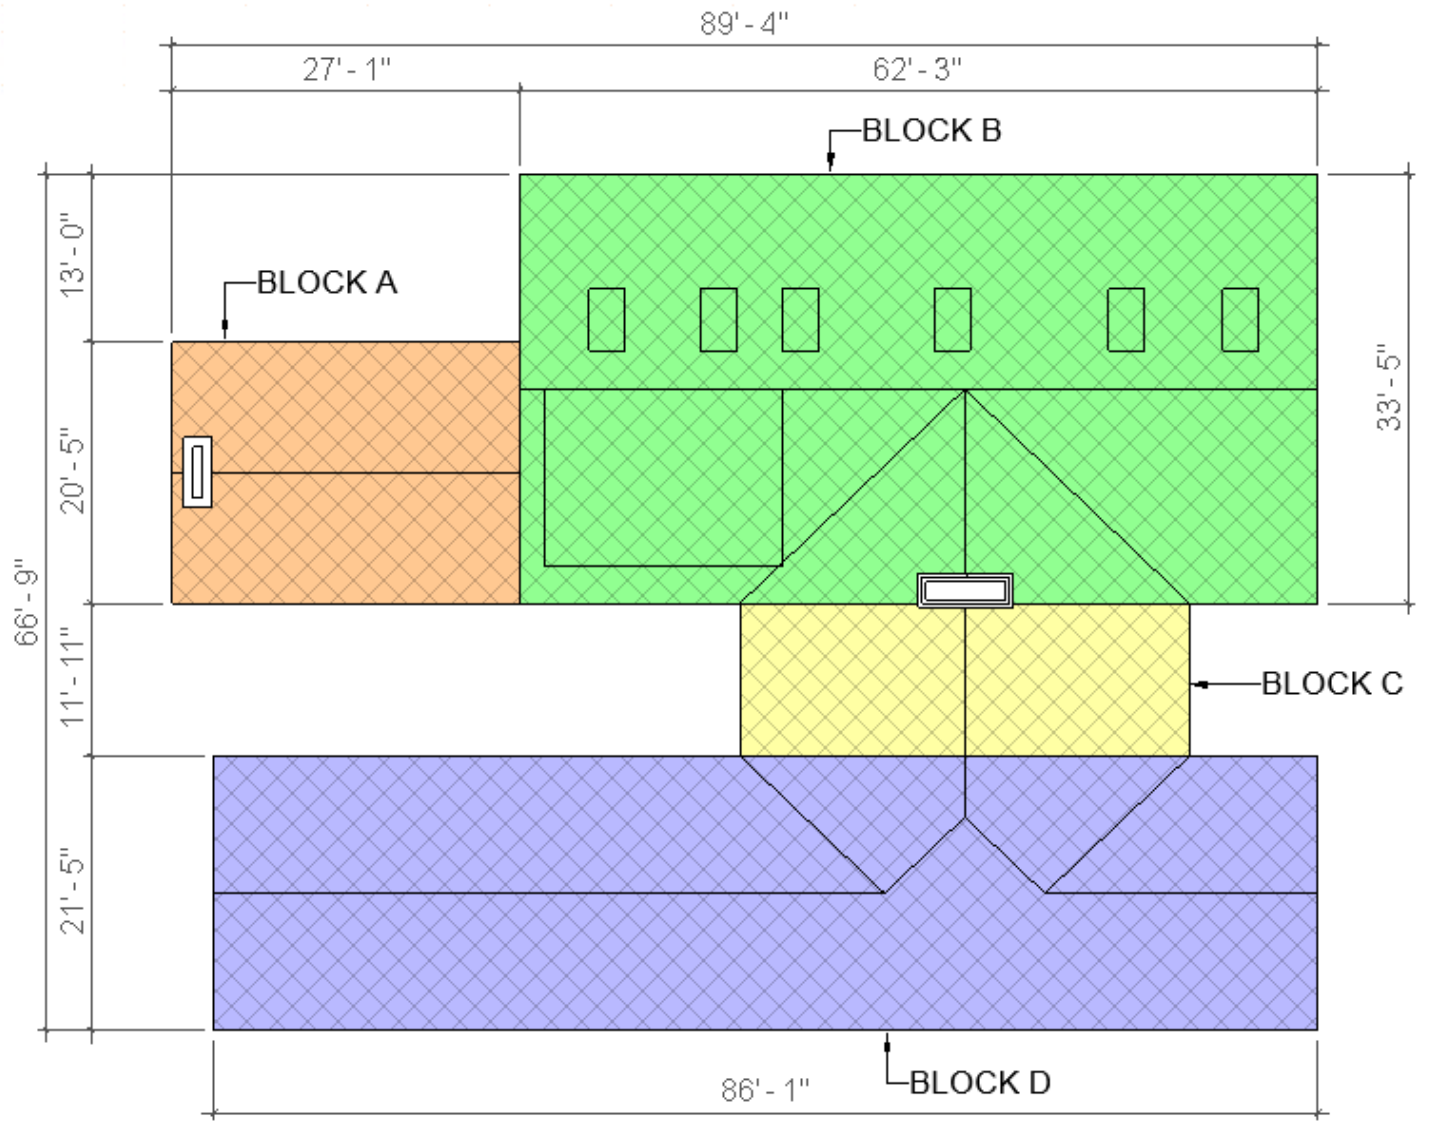 89' - 4"
27' - 1"
62' - 3"
BLOCK B
13' - 0"
BLOCK A
33' - 5"
20' - 5"
66' - 9"
11' - 11"
BLOCK C
21' - 5"
86' - 1"
BLOCK D